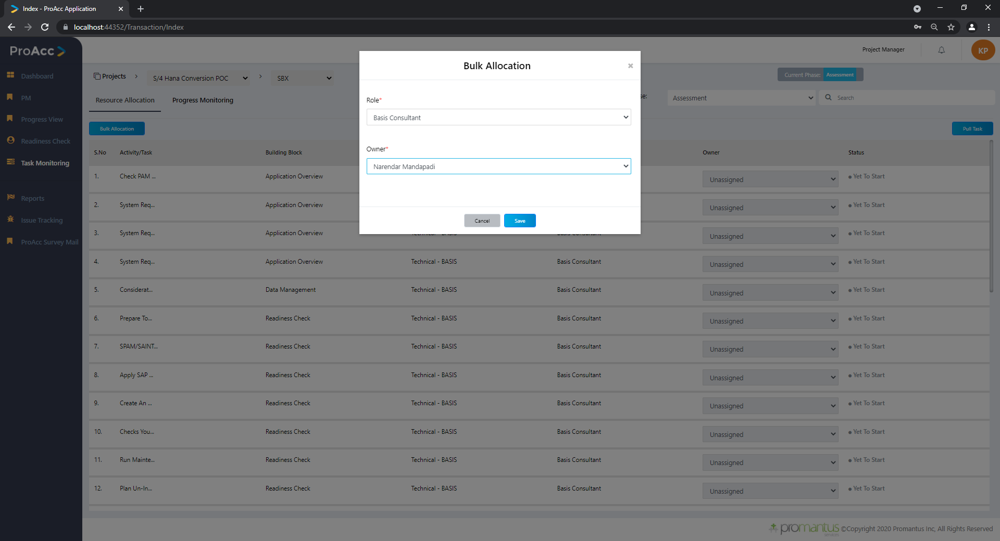 Index - ProAcc Application
localhost:44352/Transaction/Index
ProAcc
Project Manager
KP
Dashboard
PM
Progress View
Readiness Check
Task Monitoring
Reports
Issue Tracking
ProAcc Survey Mail
Projects > S/4 Hana Conversion POC > SBX
Current Phase: Assessment
Resource Allocation Progress Monitoring
se: Assessment Search
Bulk Allocation Pull Task
Bulk Allocation
Role*
Basis Consultant
Owner*
Narendar Mandapadi
Cancel Save
S.No Activity/Task Building Block Owner Status
1. Check PAM ... Application Overview Unassigned Yet To Start
2. System Req... Application Overview Unassigned Yet To Start
3. System Req... Application Overview Technical - BASIS Basis Consultant Unassigned Yet To Start
4. System Req... Application Overview Technical - BASIS Basis Consultant Unassigned Yet To Start
5. Considerat... Data Management Technical - BASIS Basis Consultant Unassigned Yet To Start
6. Prepare To... Readiness Check Technical - BASIS Basis Consultant Unassigned Yet To Start
7. SPAM/SAINT... Readiness Check Technical - BASIS Basis Consultant Unassigned Yet To Start
8. Apply SAP ... Readiness Check Technical - BASIS Basis Consultant Unassigned Yet To Start
9. Create An ... Readiness Check Technical - BASIS Basis Consultant Unassigned Yet To Start
10. Checks You... Readiness Check Technical - BASIS Basis Consultant Unassigned Yet To Start
11. Run Mainte... Readiness Check Technical - BASIS Basis Consultant Unassigned Yet To Start
12. Plan Un-In... Readiness Check Technical - BASIS Basis Consultant Unassigned Yet To Start
promantus services ©Copyright 2020 Promantus Inc, All Rights Reserved